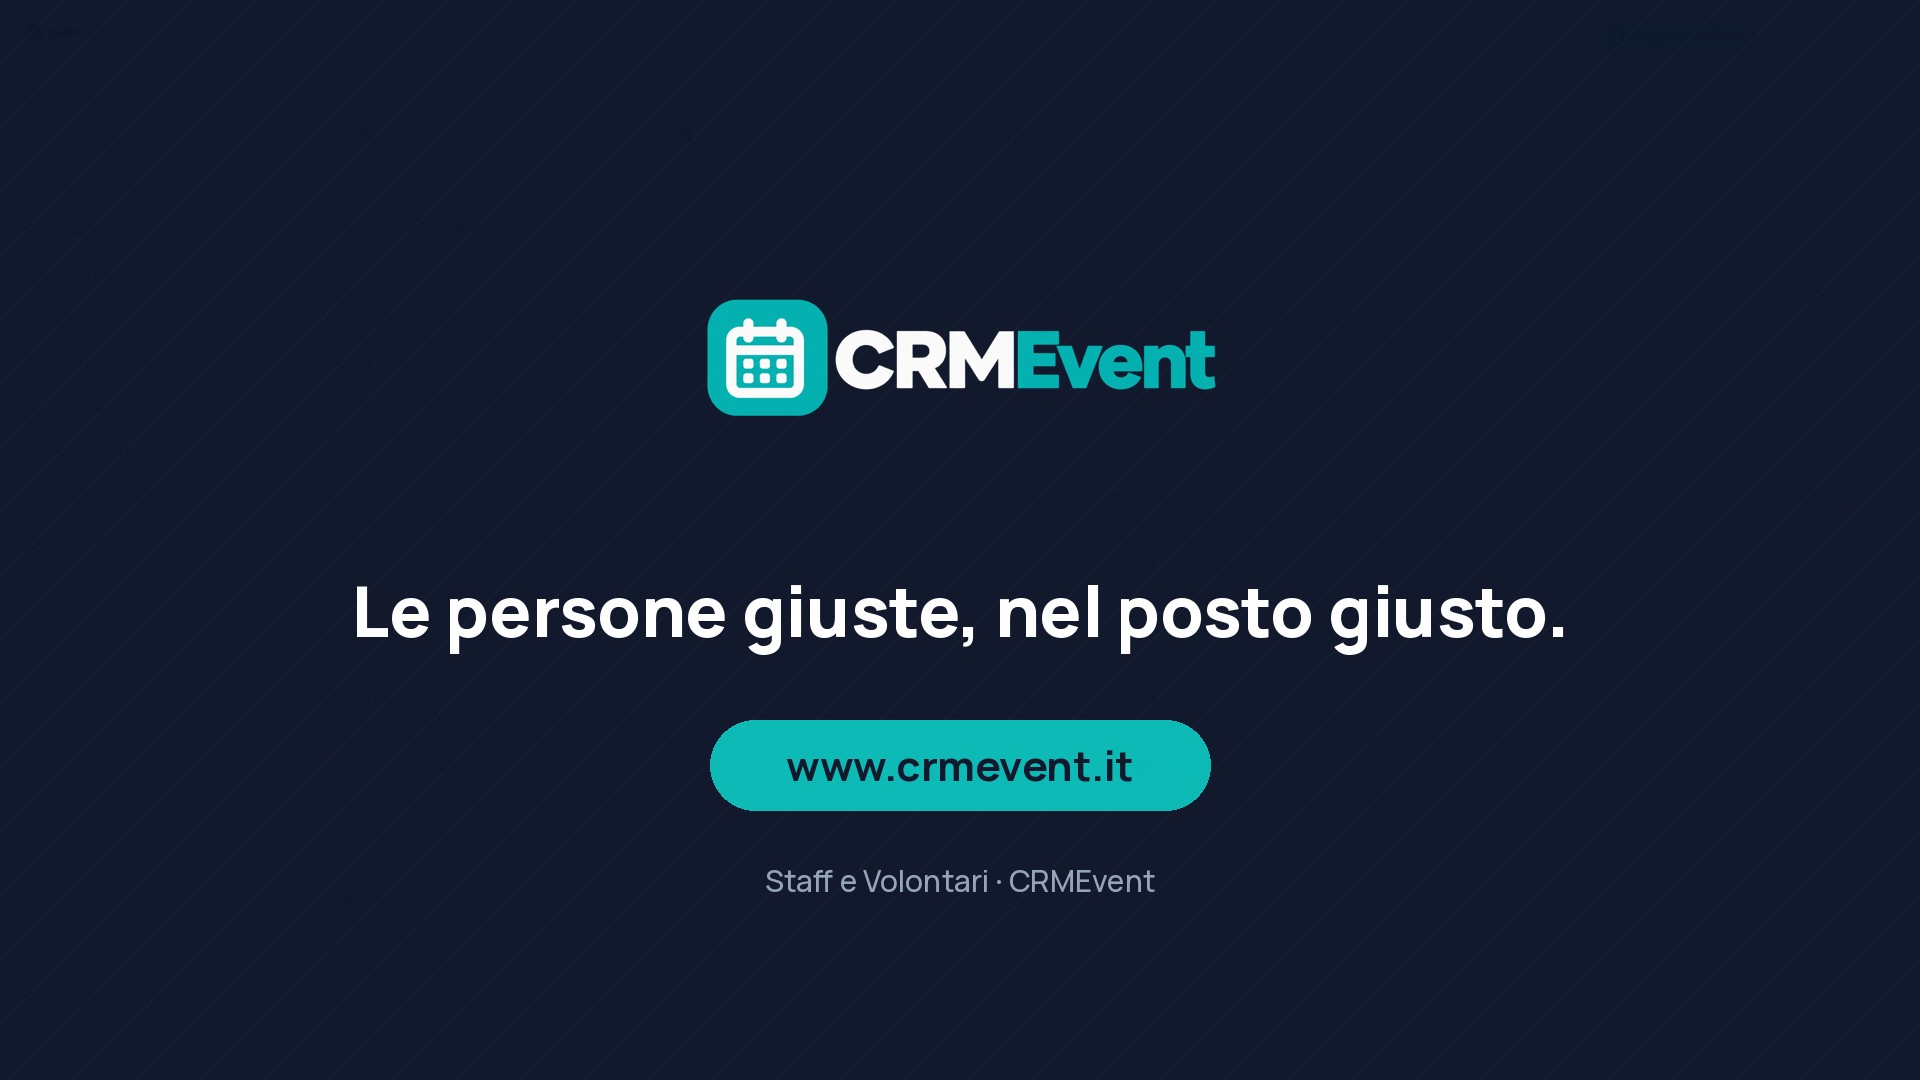 CRMEvent
Le persone giuste, nel posto giusto.
www.crmevent.it
Staff e Volontari · CRMEvent